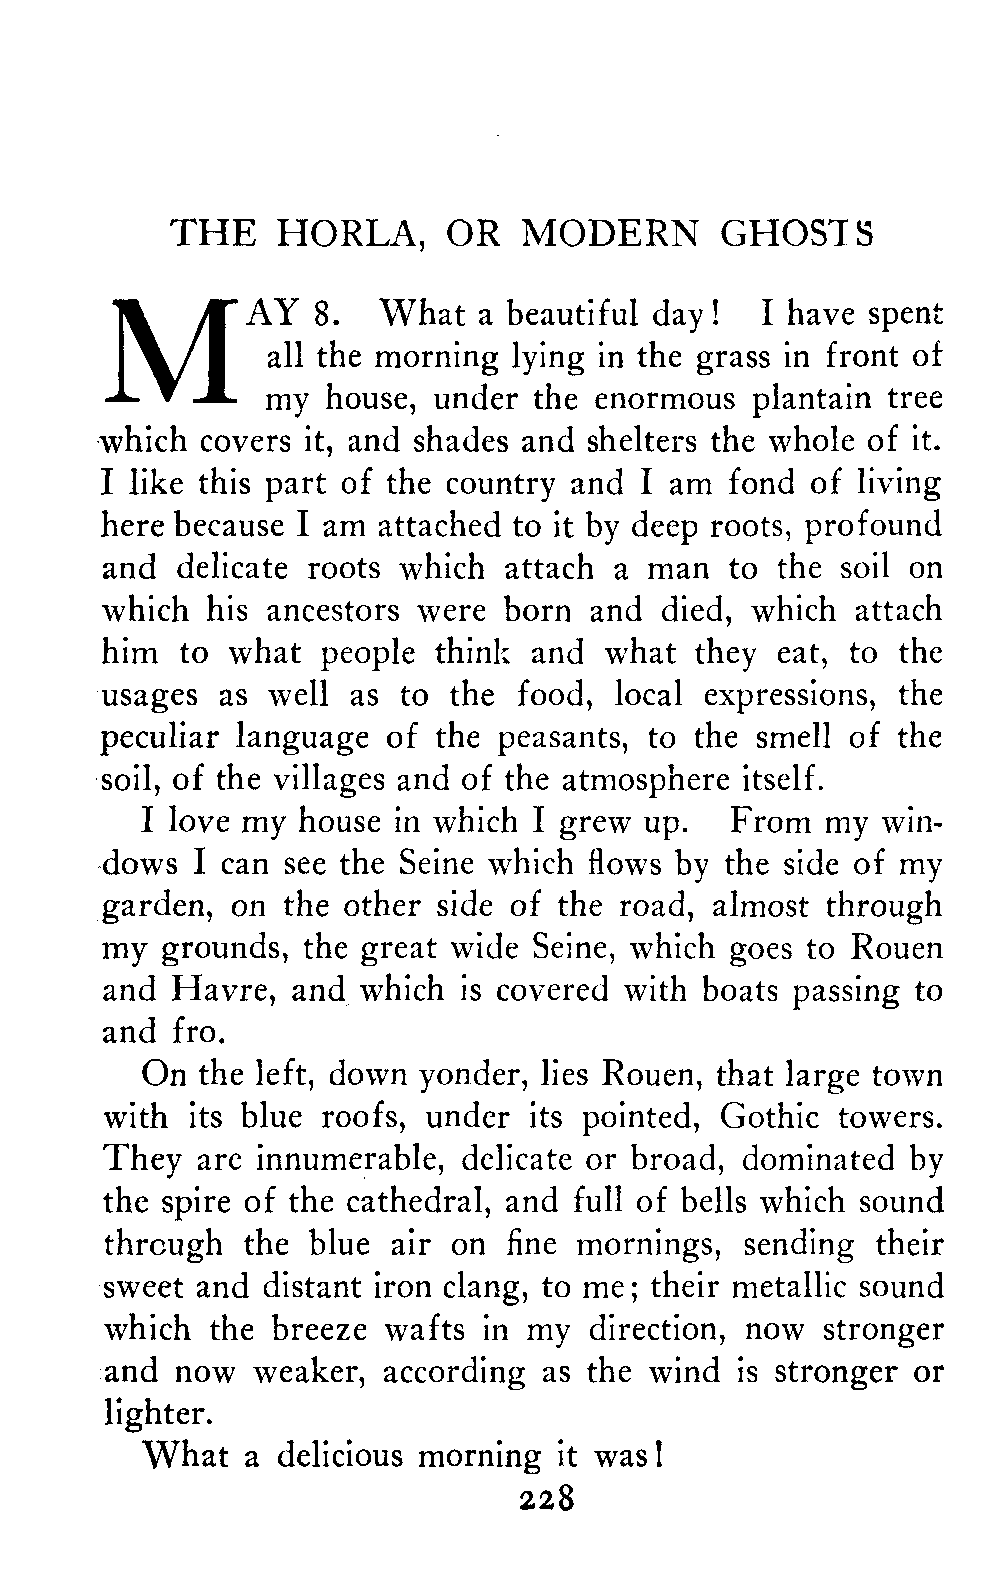 THE HORLA, OR MODERN GHOSTS
MAY 8. What a beautiful day! I have spent
all the morning lying in the grass in front of
my house, under the enormous plantain tree
which covers it, and shades and shelters the whole of it.
I like this part of the country and I am fond of living
here because I am attached to it by deep roots, profound
and delicate roots which attach a man to the soil on
which his ancestors were born and died, which attach
him to what people think and what they eat, to the
usages as well as to the food, local expressions, the
peculiar language of the peasants, to the smell of the
soil, of the villages and of the atmosphere itself.
I love my house in which I grew up. From my win-
dows I can see the Seine which flows by the side of my
garden, on the other side of the road, almost through
my grounds, the great wide Seine, which goes to Rouen
and Havre, and which is covered with boats passing to
and fro.
On the left, down yonder, lies Rouen, that large town
with its blue roofs, under its pointed, Gothic towers.
They are innumerable, delicate or broad, dominated by
the spire of the cathedral, and full of bells which sound
through the blue air on fine mornings, sending their
sweet and distant iron clang, to me; their metallic sound
which the breeze wafts in my direction, now stronger
and now weaker, according as the wind is stronger or
lighter.
What a delicious morning it was!
228